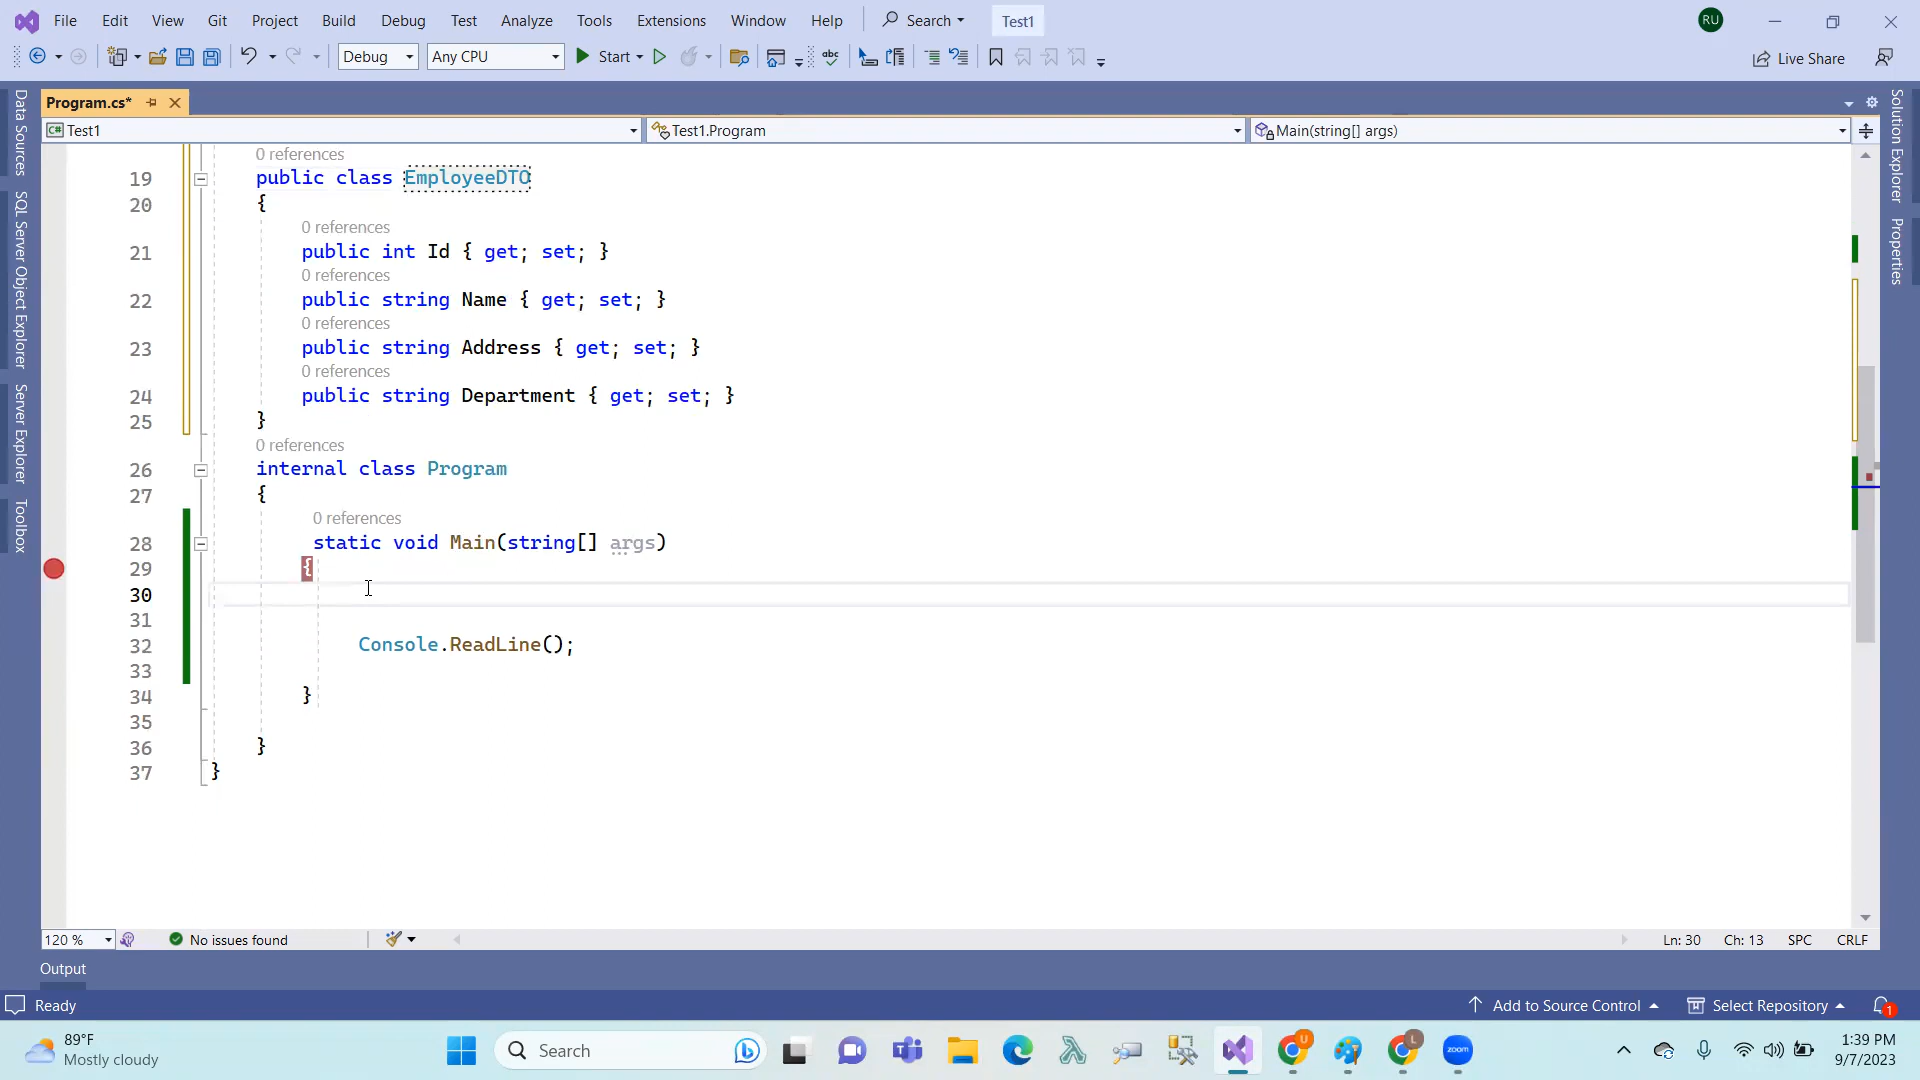 File Edit View Git Project Build Debug Test Analyze Tools Extensions Window Help Search Test1 RU
Debug Any CPU Start abc Live Share
Data Sources
SQL Server Object Explorer
Server Explorer
Toolbox
Program.cs*
C# Test1 Test1.Program Main(string[] args)
0 references
19 public class EmployeeDTO
20 {
0 references
21 public int Id { get; set; }
0 references
22 public string Name { get; set; }
0 references
23 public string Address { get; set; }
0 references
24 public string Department { get; set; }
25 }
0 references
26 internal class Program
27 {
0 references
28 static void Main(string[] args)
29 {
30
31
32 Console.ReadLine();
33
34 }
35
36 }
37 }
Solution Explorer
Properties
120 % No issues found Ln: 30 Ch: 13 SPC CRLF
Output
Ready Add to Source Control Select Repository 1
89°F
Mostly cloudy
Search
U
L
zoom
1:39 PM
9/7/2023